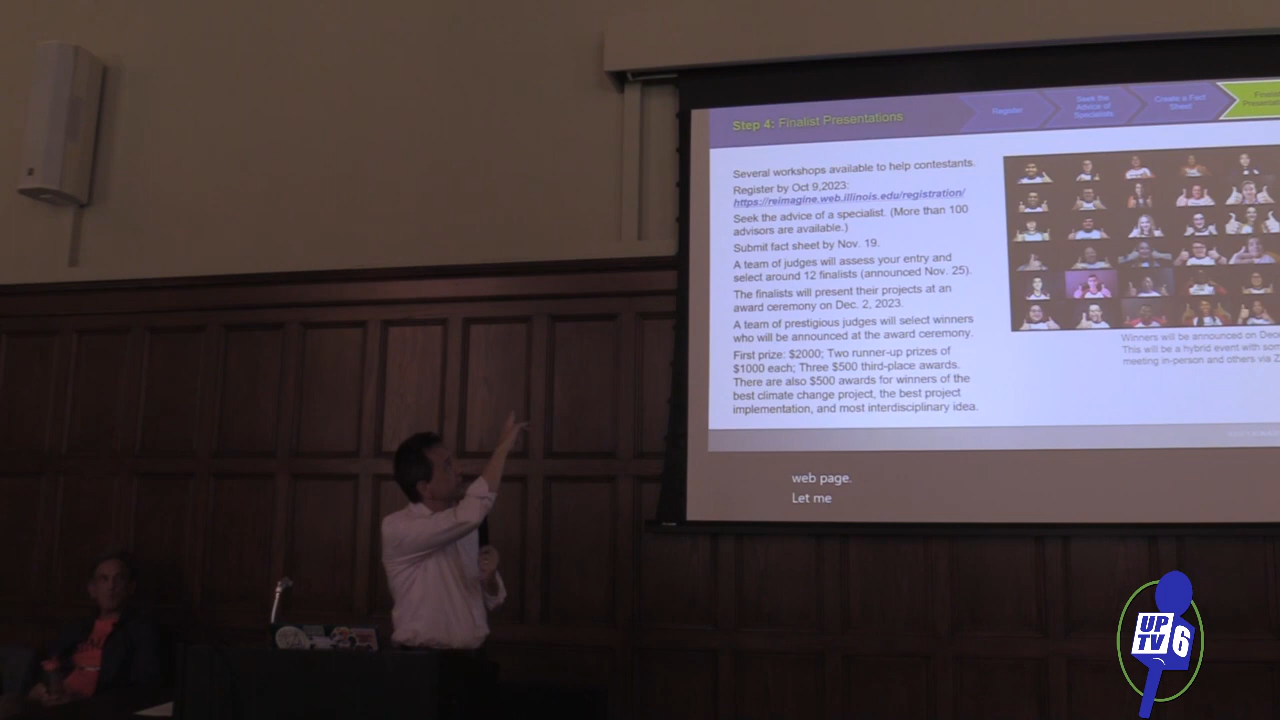 Register
Seek the
Advice of
Specialists
Create a Fact
Sheet
Step 4: Finalist Presentations
Several workshops available to help contestants.
Register by Oct 9,2023:
https://reimagine.web.illinois.edu/registration/
Seek the advice of a specialist. (More than 100
advisors are available.)
Submit fact sheet by Nov. 19.
A team of judges will assess your entry and
select around 12 finalists (announced Nov. 25).
The finalists will present their projects at an
award ceremony on Dec. 2, 2023.
A team of prestigious judges will select winners
who will be announced at the award ceremony.
First prize: $2000; Two runner-up prizes of
$1000 each; Three $500 third-place awards.
There are also $500 awards for winners of the
best climate change project, the best project
implementation, and most interdisciplinary idea.
Winners will be announced on
This will be a hybrid event with
meeting in-person and others via
web page.
Let me
UP
TV 6